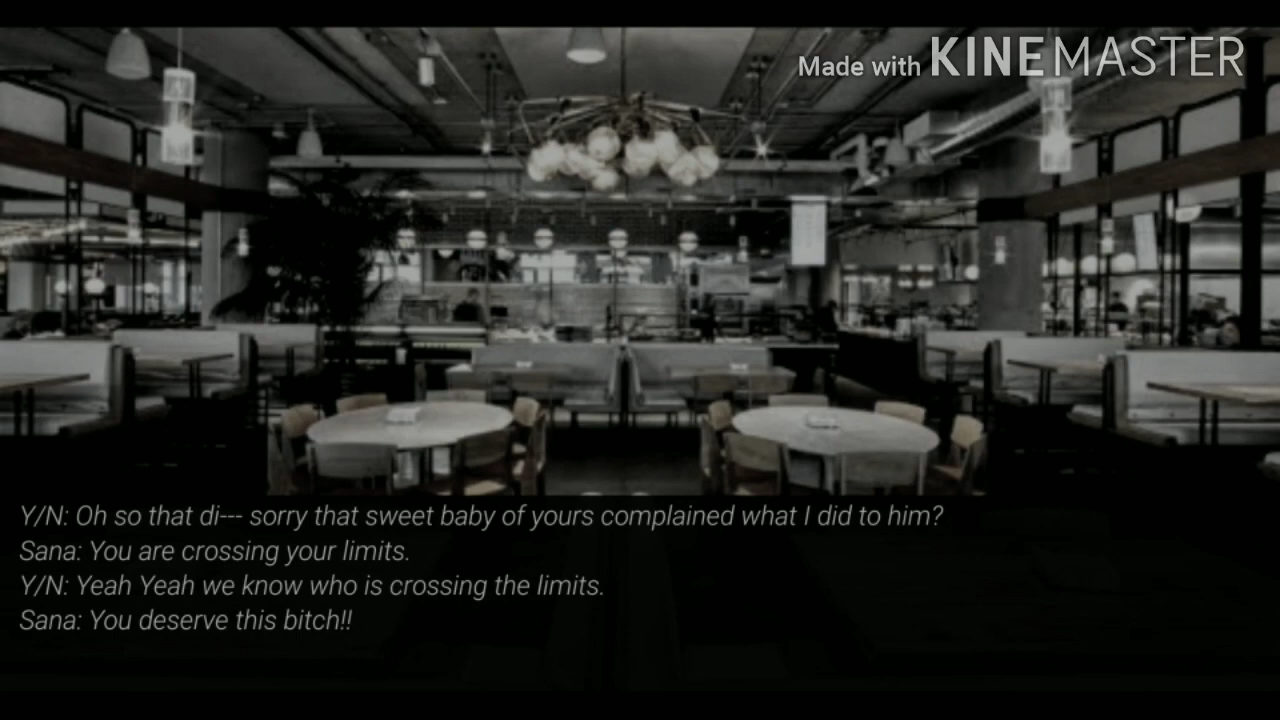 Made with KINEMASTER
Y/N: Oh so that di--- sorry that sweet baby of yours complained what I did to him?
Sana: You are crossing your limits.
Y/N: Yeah Yeah we know who is crossing the limits.
Sana: You deserve this bitch!!